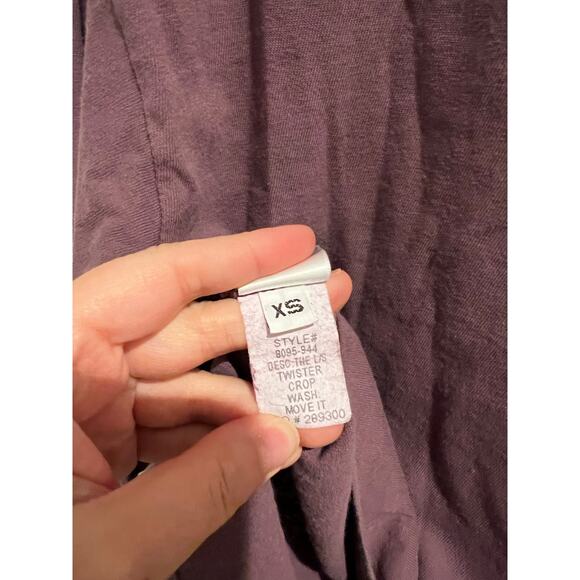 XS
STYLE#
8095-944
DESC:THE L/S
TWISTER
CROP
WASH:
MOVE IT
O # 289300